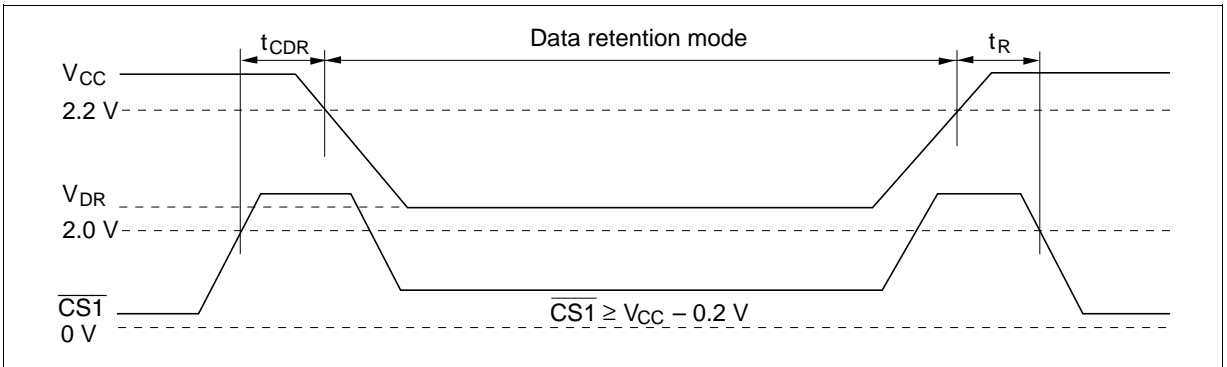 tCDR
Data retention mode
tR
VCC
2.2 V
VDR
2.0 V
CS1
CS1 ≥ VCC – 0.2 V
0 V